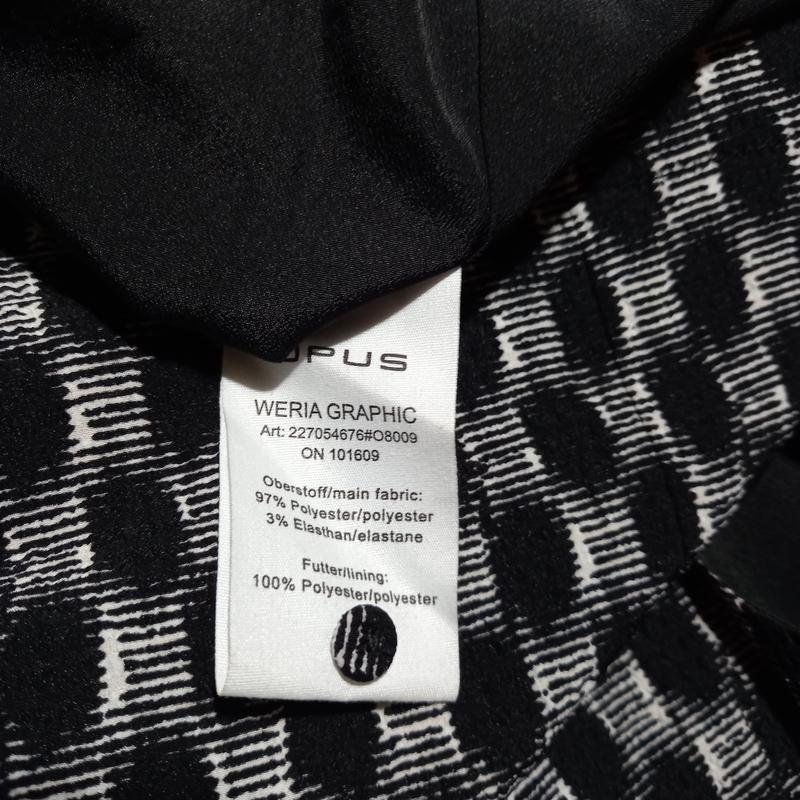 OPUS
WERIA GRAPHIC
Art: 227054676#O8009
ON 101609
Oberstoff/main fabric:
97% Polyester/polyester
3% Elasthan/elastane
Futter/lining:
100% Polyester/polyester